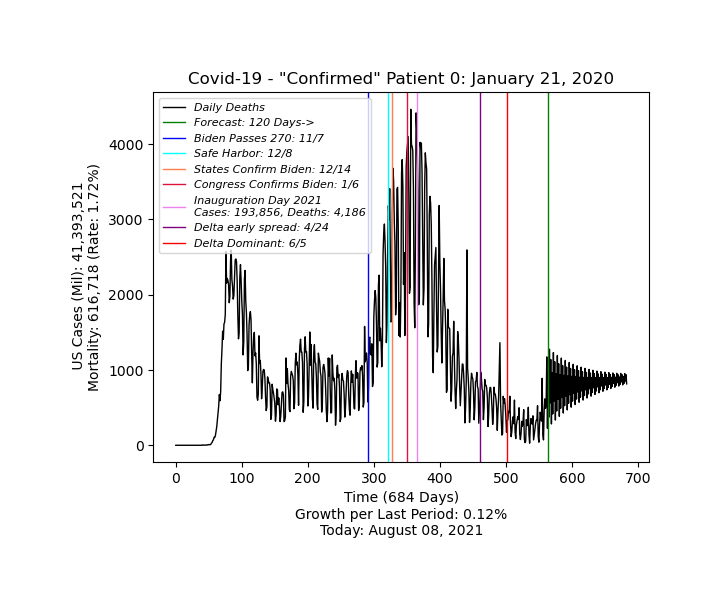 Covid-19 - "Confirmed" Patient 0: January 21, 2020
Daily Deaths
Forecast: 120 Days->
Biden Passes 270: 11/7
Safe Harbor: 12/8
States Confirm Biden: 12/14
Congress Confirms Biden: 1/6
Inauguration Day 2021
Cases: 193,856, Deaths: 4,186
Delta early spread: 4/24
Delta Dominant: 6/5
US Cases (Mil): 41,393,521
Mortality: 616,718 (Rate: 1.72%)
4000
3000
2000
1000
0
0 100 200 300 400 500 600 700
Time (684 Days)
Growth per Last Period: 0.12%
Today: August 08, 2021